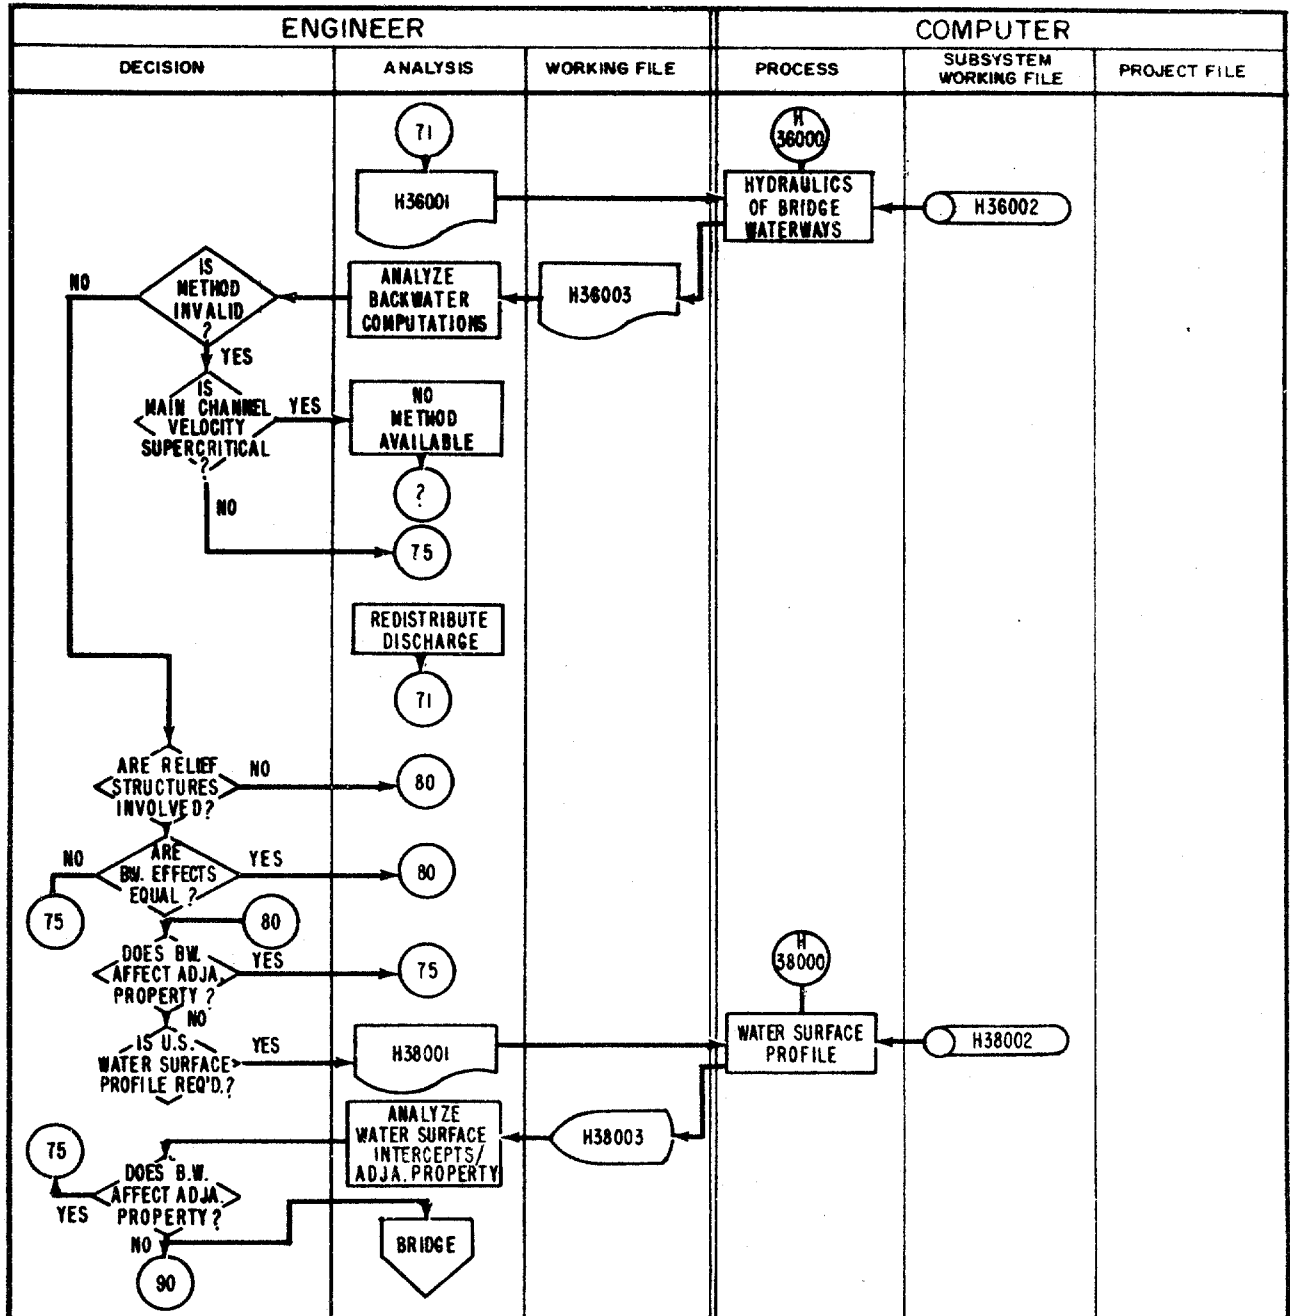 ENGINEER
COMPUTER
DECISION
ANALYSIS
WORKING FILE
PROCESS
SUBSYSTEM
WORKING FILE
PROJECT FILE
71
H
36000
H36001
HYDRAULICS
OF BRIDGE
WATERWAYS
H36002
NO
IS
METHOD
INVALID
?
ANALYZE
BACKWATER
COMPUTATIONS
H36003
YES
IS
MAIN CHANNEL
VELOCITY
SUPERCRITICAL
?
YES
NO
METHOD
AVAILABLE
?
NO
75
REDISTRIBUTE
DISCHARGE
71
ARE RELIEF
STRUCTURES
INVOLVED?
NO
80
NO
ARE
BW. EFFECTS
EQUAL ?
YES
80
75
80
DOES BW.
AFFECT ADJA.
PROPERTY ?
YES
75
H
38000
NO
IS U.S.
WATER SURFACE
PROFILE REQ'D.?
YES
H38001
WATER SURFACE
PROFILE
H38002
ANALYZE
WATER SURFACE
INTERCEPTS/
ADJA. PROPERTY
H38003
75
DOES B.W.
AFFECT ADJA.
PROPERTY?
YES
NO
BRIDGE
90